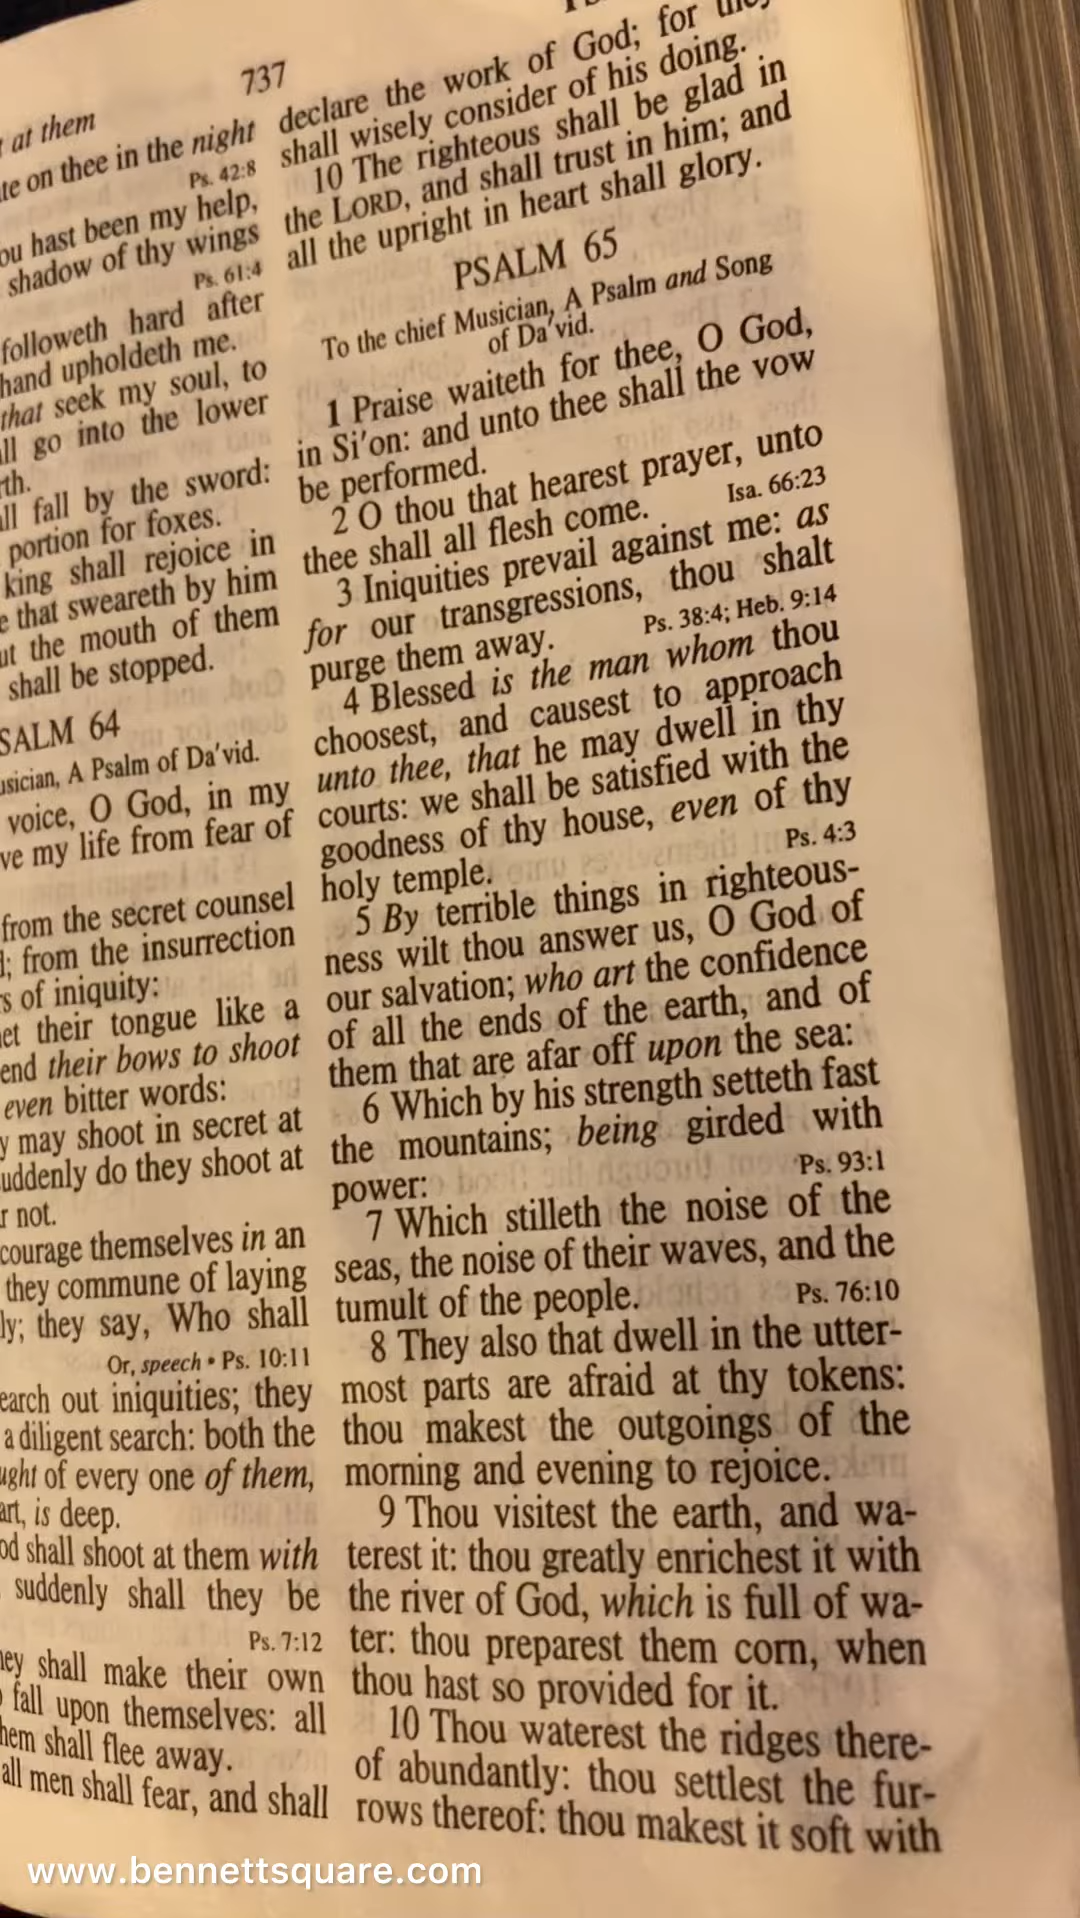 737
at them
on thee in the night
Ps. 42:8
hast been my help,
shadow of thy wings
Ps. 61:4
followeth hard after
hand upholdeth me.
that seek my soul, to
go into the lower
fall by the sword:
portion for foxes.
king shall rejoice in
that sweareth by him
the mouth of them
shall be stopped.
PSALM 64
A Psalm of Da'vid.
voice, O God, in my
my life from fear of
from the secret counsel
from the insurrection
of iniquity:
their tongue like a
their bows to shoot
even bitter words:
may shoot in secret at
do they shoot at
not.
themselves in an
they commune of laying
they say, Who shall
Or, speech • Ps. 10:11
out iniquities; they
a diligent search: both the
of every one of them,
is deep.
shall shoot at them with
suddenly shall they be
Ps. 7:12
shall make their own
fall upon themselves: all
shall flee away.
all men shall fear, and shall
declare the work of God; for they
shall wisely consider of his doing.
10 The righteous shall be glad in
the LORD, and shall trust in him; and
all the upright in heart shall glory.
PSALM 65
To the chief Musician, A Psalm and Song
of Da'vid.
1 Praise waiteth for thee, O God,
in Si'on: and unto thee shall the vow
be performed.
2 O thou that hearest prayer, unto
thee shall all flesh come. Isa. 66:23
3 Iniquities prevail against me: as
for our transgressions, thou shalt
purge them away. Ps. 38:4; Heb. 9:14
4 Blessed is the man whom thou
choosest, and causest to approach
unto thee, that he may dwell in thy
courts: we shall be satisfied with the
goodness of thy house, even of thy
holy temple. Ps. 4:3
5 By terrible things in righteous-
ness wilt thou answer us, O God of
our salvation; who art the confidence
of all the ends of the earth, and of
them that are afar off upon the sea:
6 Which by his strength setteth fast
the mountains; being girded with
power: Ps. 93:1
7 Which stilleth the noise of the
seas, the noise of their waves, and the
tumult of the people. Ps. 76:10
8 They also that dwell in the utter-
most parts are afraid at thy tokens:
thou makest the outgoings of the
morning and evening to rejoice.
9 Thou visitest the earth, and wa-
terest it: thou greatly enrichest it with
the river of God, which is full of wa-
ter: thou preparest them corn, when
thou hast so provided for it.
10 Thou waterest the ridges there-
of abundantly: thou settlest the fur-
rows thereof: thou makest it soft with
www.bennettsquare.com